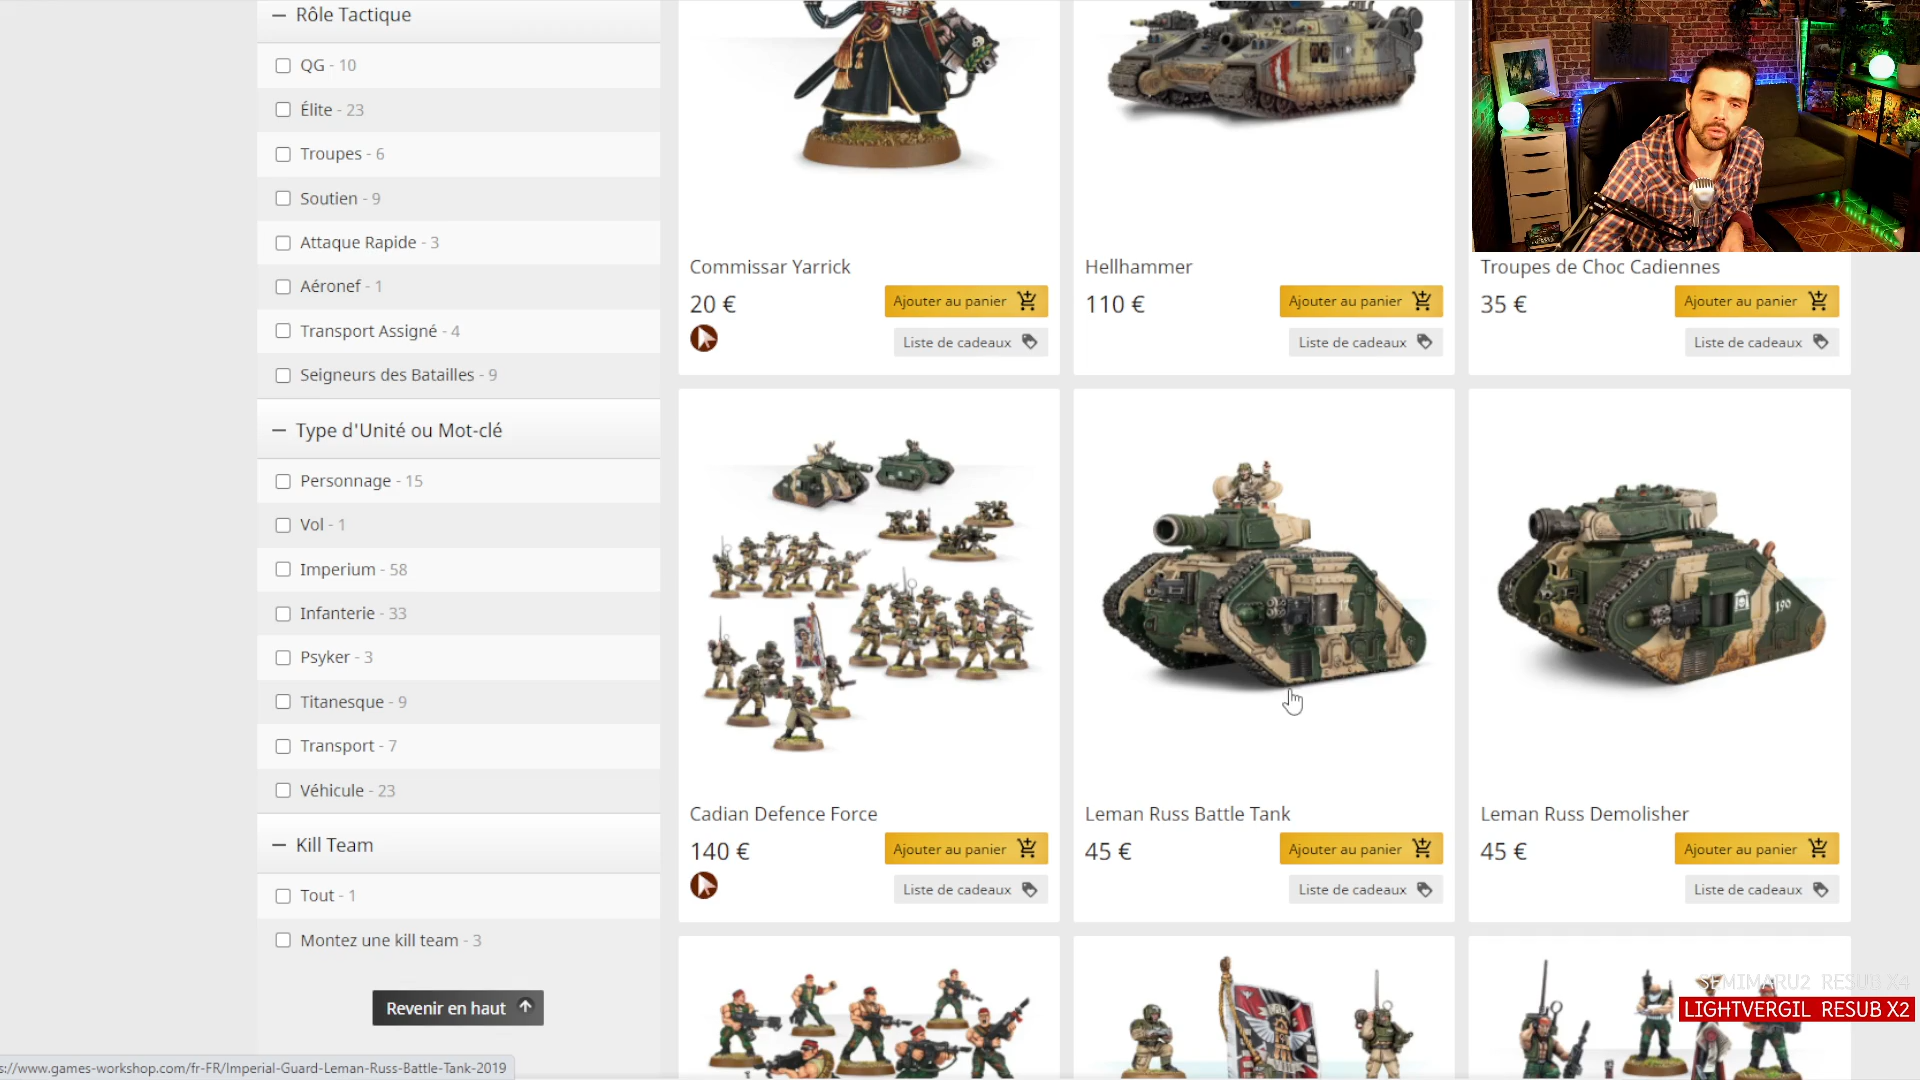 Rôle Tactique
QG - 10
Élite - 23
Troupes - 6
Soutien - 9
Attaque Rapide - 3
Aéronef - 1
Transport Assigné - 4
Seigneurs des Batailles - 9
Type d'Unité ou Mot-clé
Personnage - 15
Vol - 1
Imperium - 58
Infanterie - 33
Psyker - 3
Titanesque - 9
Transport - 7
Véhicule - 23
Kill Team
Tout - 1
Montez une kill team - 3
Revenir en haut
Commissar Yarrick
20 €
Ajouter au panier
Liste de cadeaux
Hellhammer
110 €
Ajouter au panier
Liste de cadeaux
Troupes de Choc Cadiennes
35 €
Ajouter au panier
Liste de cadeaux
Cadian Defence Force
140 €
Ajouter au panier
Liste de cadeaux
Leman Russ Battle Tank
45 €
Ajouter au panier
Liste de cadeaux
190
Leman Russ Demolisher
45 €
Ajouter au panier
Liste de cadeaux
SEMIMARU2 RESUB X4
LIGHTVERGIL RESUB X2
s://www.games-workshop.com/fr-FR/Imperial-Guard-Leman-Russ-Battle-Tank-2019